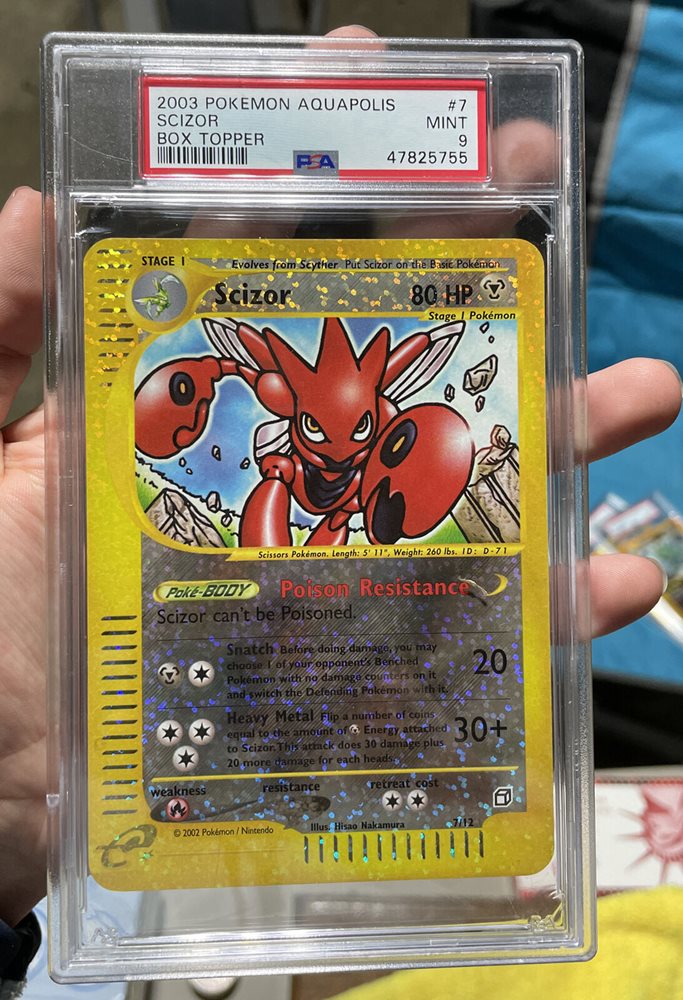 2003 POKEMON AQUAPOLIS #7
SCIZOR MINT
BOX TOPPER 9
PSA 47825755
STAGE 1 Evolves from Scyther Put Scizor on the Basic Pokémon
Scizor 80 HP
Stage 1 Pokémon
Scissors Pokémon. Length: 5' 11", Weight: 260 lbs. ID: D-71
Poké-BODY Poison Resistance
Scizor can't be Poisoned.
Snatch Before doing damage, you may
choose 1 of your opponent's Benched
Pokémon with no damage counters on it
and switch the Defending Pokémon with it.
20
Heavy Metal Flip a number of coins
equal to the amount of Energy attached
to Scizor. This attack does 30 damage plus
20 more damage for each heads.
30+
weakness resistance retreat cost
© 2002 Pokémon / Nintendo
Illus. Hisao Nakamura 7/12